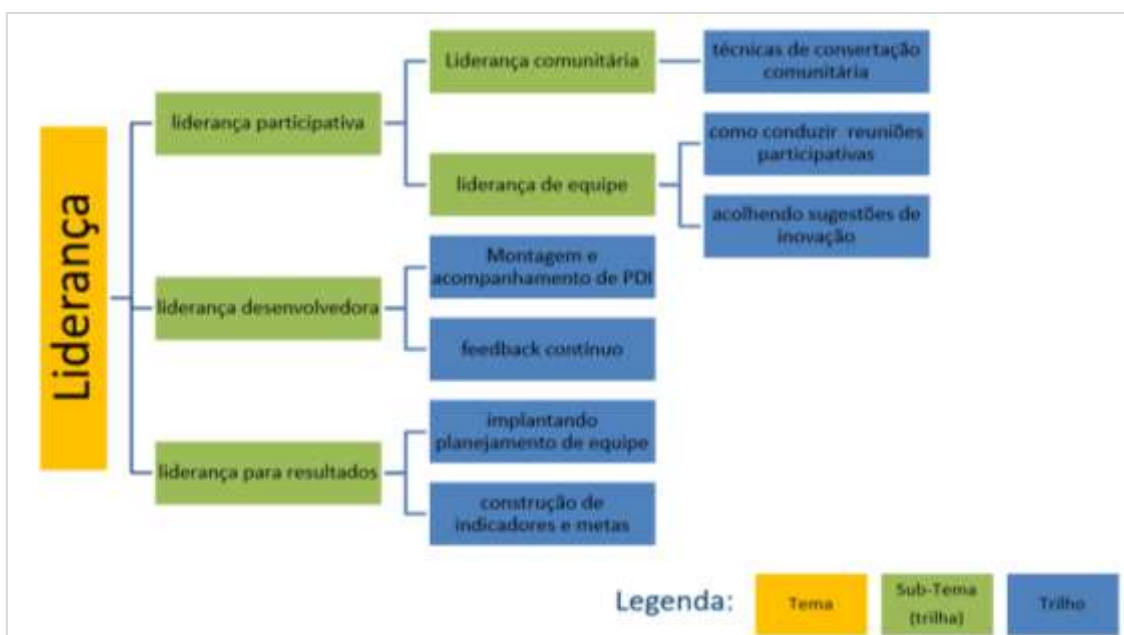 Liderança
liderança participativa
Liderança comunitária
técnicas de consertação
comunitária
liderança de equipe
como conduzir reuniões
participativas
acolhendo sugestões de
inovação
liderança desenvolvedora
Montagem e
acompanhamento de PDI
feedback contínuo
liderança para resultados
implantando
planejamento de equipe
construção de
indicadores e metas
Legenda:
Tema
Sub-Tema
(trilha)
Trilho